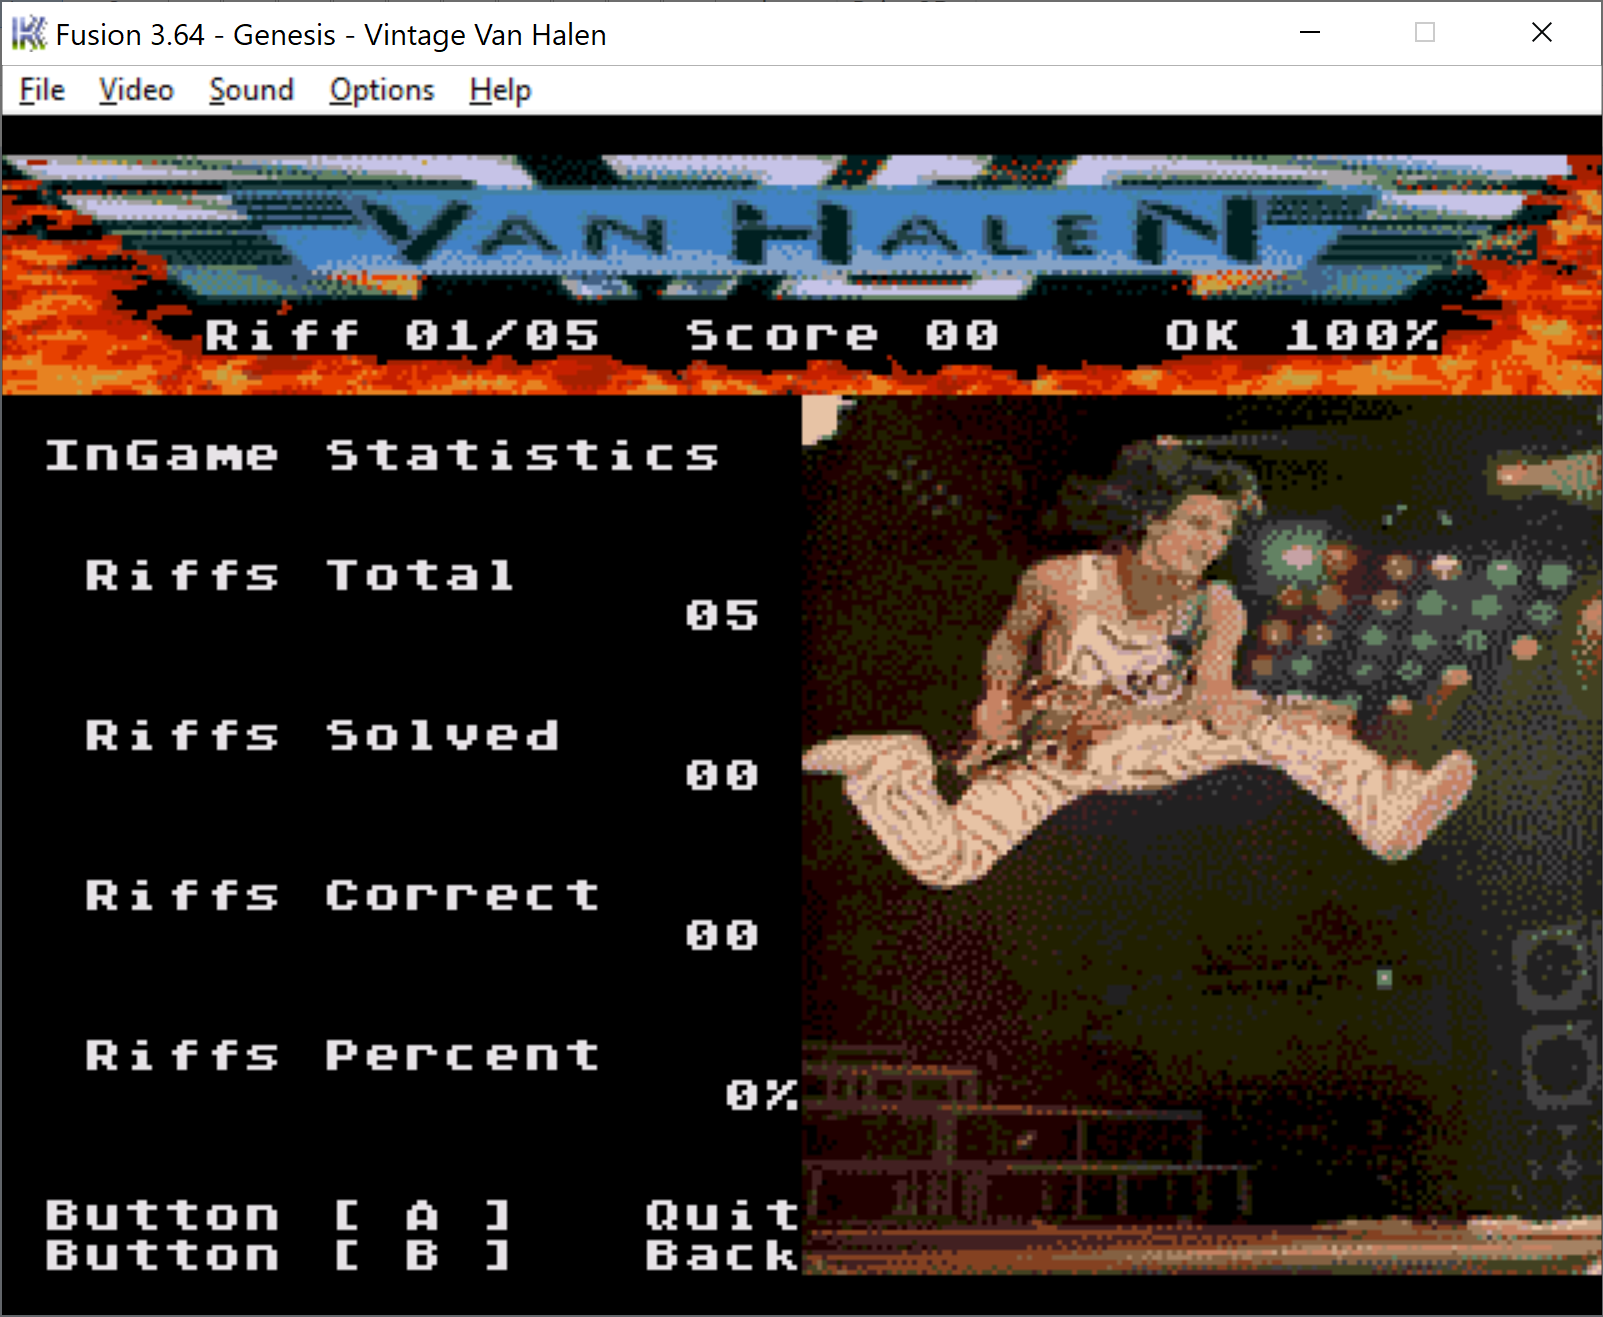 Fusion 3.64 - Genesis - Vintage Van Halen
File Video Sound Options Help
VAN HALEN
Riff 01/05 Score 00 OK 100%
InGame Statistics
Riffs Total
05
Riffs Solved
00
Riffs Correct
00
Riffs Percent
0%
Button [ A ] Quit
Button [ B ] Back